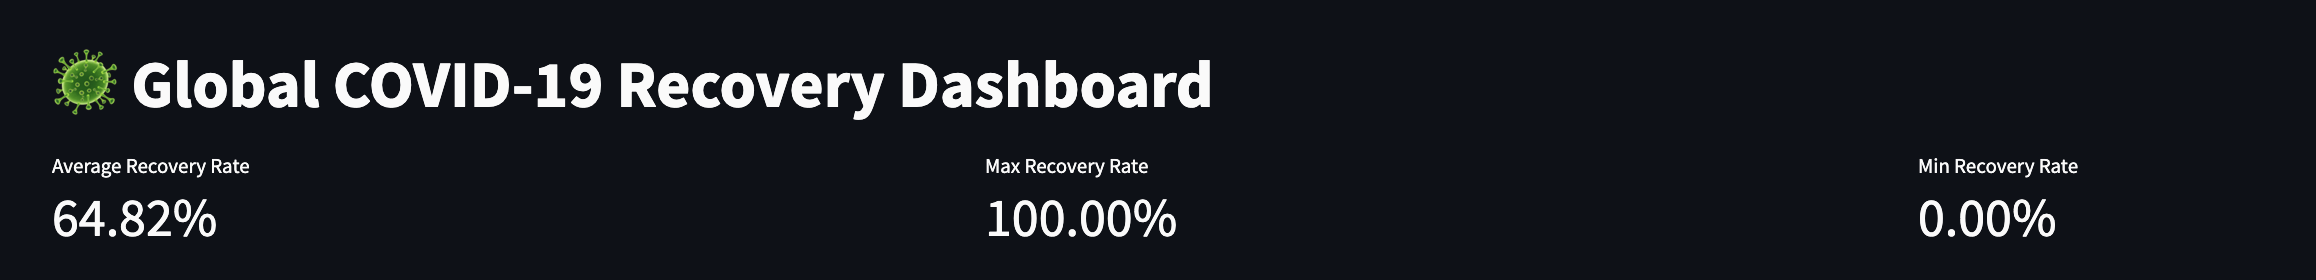 Global COVID-19 Recovery Dashboard
Average Recovery Rate
64.82%
Max Recovery Rate
100.00%
Min Recovery Rate
0.00%